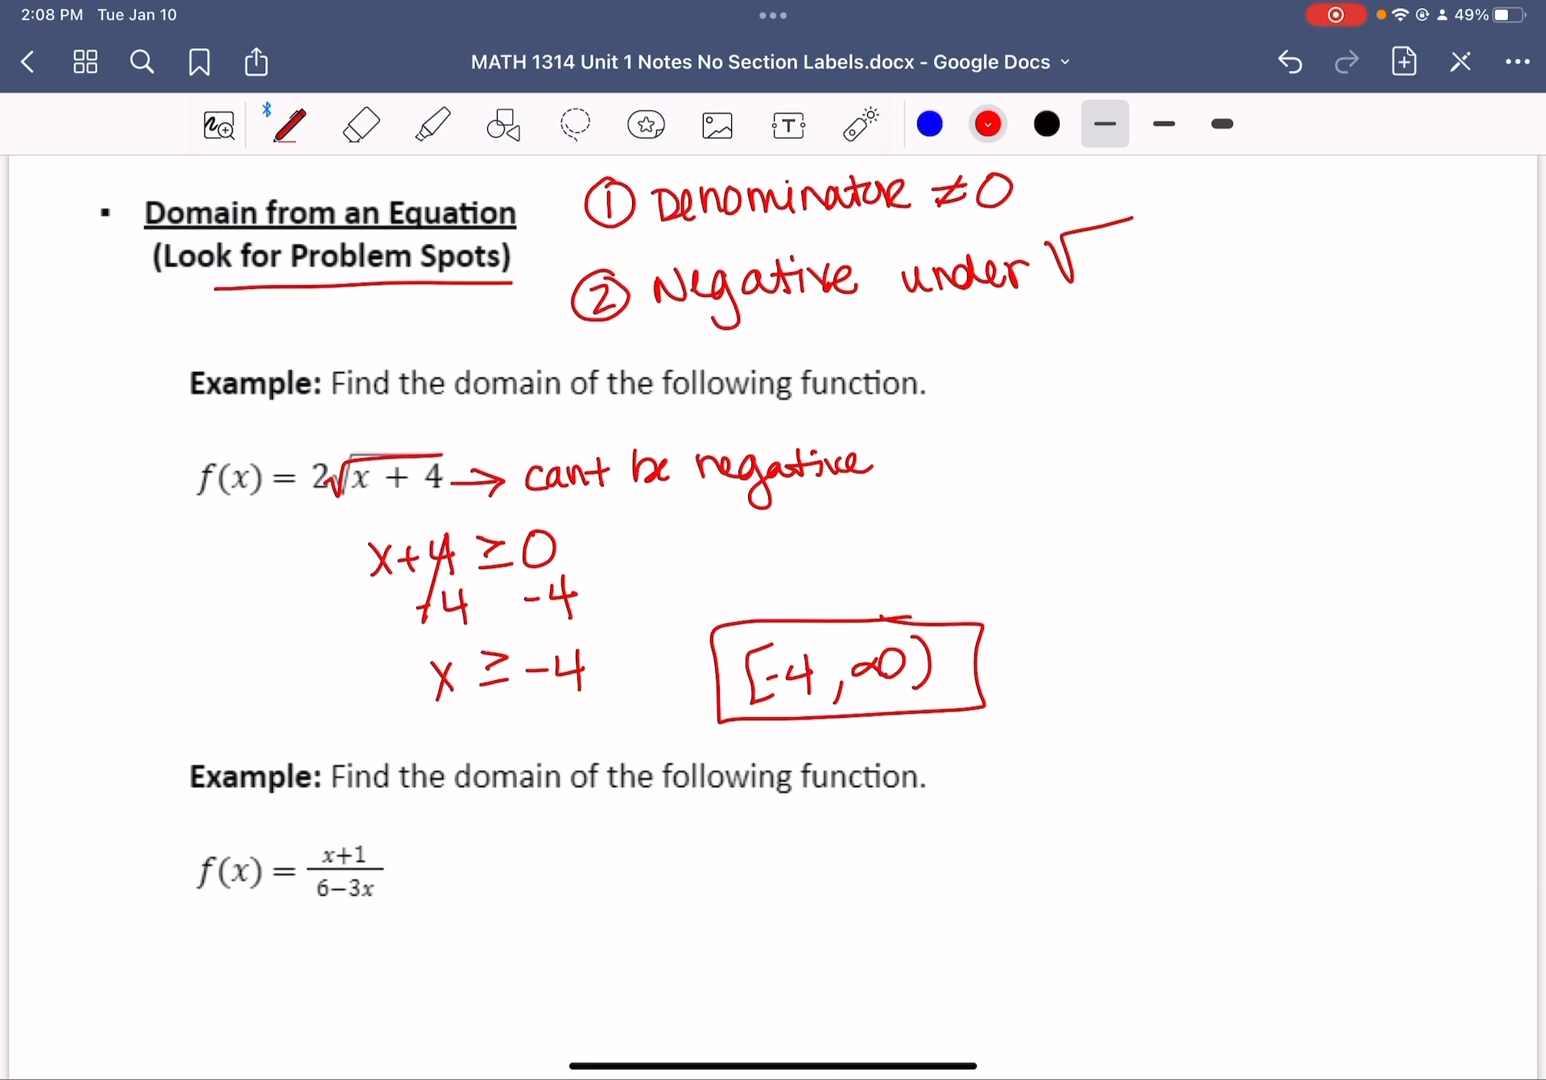 2:08 PM Tue Jan 10
49%
MATH 1314 Unit 1 Notes No Section Labels.docx - Google Docs
T
▪ Domain from an Equation
(Look for Problem Spots)
① Denominator ≠0
② Negative under √
Example: Find the domain of the following function.
f(x) = 2√x + 4 → cant be negative
x+4 ≥0
-4 -4
x ≥ -4
[-4, ∞)
Example: Find the domain of the following function.
f(x) = x+1
6−3x